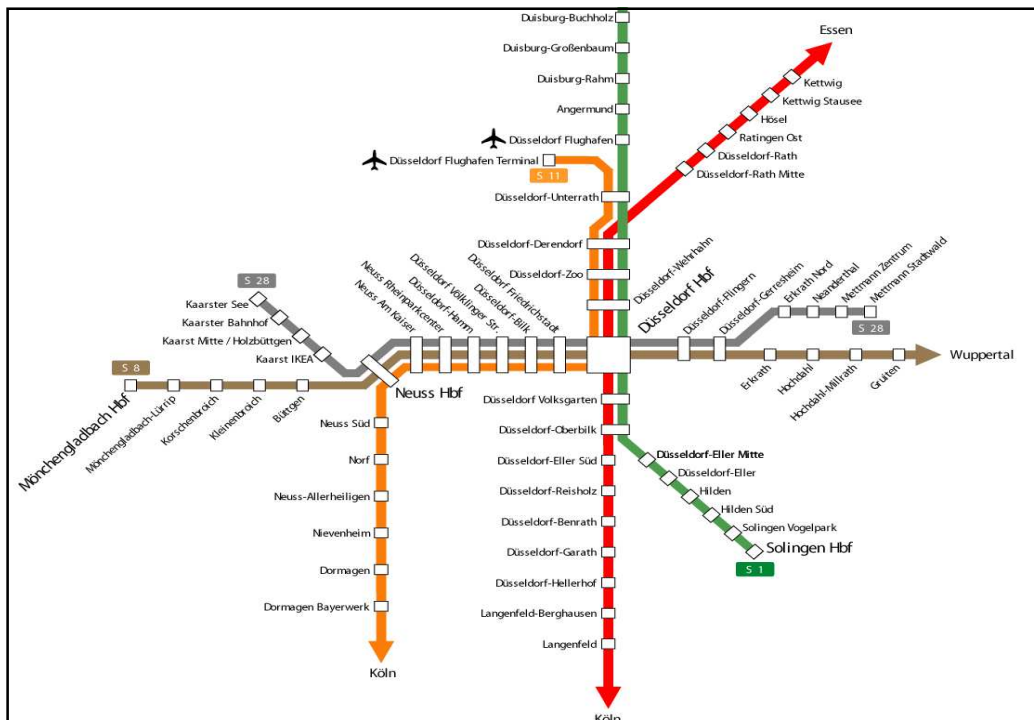 Duisburg-Buchholz
Duisburg-Großenbaum
Duisburg-Rahm
Angermund
Düsseldorf Flughafen
Düsseldorf Flughafen Terminal
S 11
Düsseldorf-Unterrath
Düsseldorf-Derendorf
Düsseldorf-Zoo
Düsseldorf-Wehrhahn
Essen
Kettwig
Kettwig Stausee
Hösel
Ratingen Ost
Düsseldorf-Rath
Düsseldorf-Rath Mitte
S 28
Kaarster See
Kaarster Bahnhof
Kaarst Mitte / Holzbüttgen
Kaarst IKEA
Neuss Am Kaiser
Neuss Rheinparkcenter
Düsseldorf-Hamm
Düsseldorf Völklinger Str.
Düsseldorf-Bilk
Düsseldorf Friedrichstadt
Düsseldorf Hbf
Düsseldorf-Flingern
Düsseldorf-Gerresheim
Erkrath Nord
Neanderthal
Mettmann Zentrum
Mettmann Stadtwald
S 28
S 8
Mönchengladbach Hbf
Mönchengladbach-Lürrip
Korschenbroich
Kleinenbroich
Büttgen
Neuss Hbf
Wuppertal
Erkrath
Hochdahl
Hochdahl-Millrath
Gruiten
Neuss Süd
Norf
Neuss-Allerheiligen
Nievenheim
Dormagen
Dormagen Bayerwerk
Köln
Düsseldorf Volksgarten
Düsseldorf-Oberbilk
Düsseldorf-Eller Süd
Düsseldorf-Reisholz
Düsseldorf-Benrath
Düsseldorf-Garath
Düsseldorf-Hellerhof
Langenfeld-Berghausen
Langenfeld
Köln
Düsseldorf-Eller Mitte
Düsseldorf-Eller
Hilden
Hilden Süd
Solingen Vogelpark
Solingen Hbf
S 1